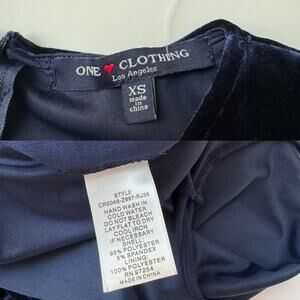 ONE ♥ CLOTHING
Los Angeles
XS
made in
china
STYLE
CR5046-Z997-RJ35
HAND WASH IN
COLD WATER
DO NOT BLEACH
LAY FLAT TO DRY
COOL IRON
IF NECESSARY
SHELL:
95% POLYESTER
5% SPANDEX
LINING:
100% POLYESTER
RN 97254
MADE IN CHINA